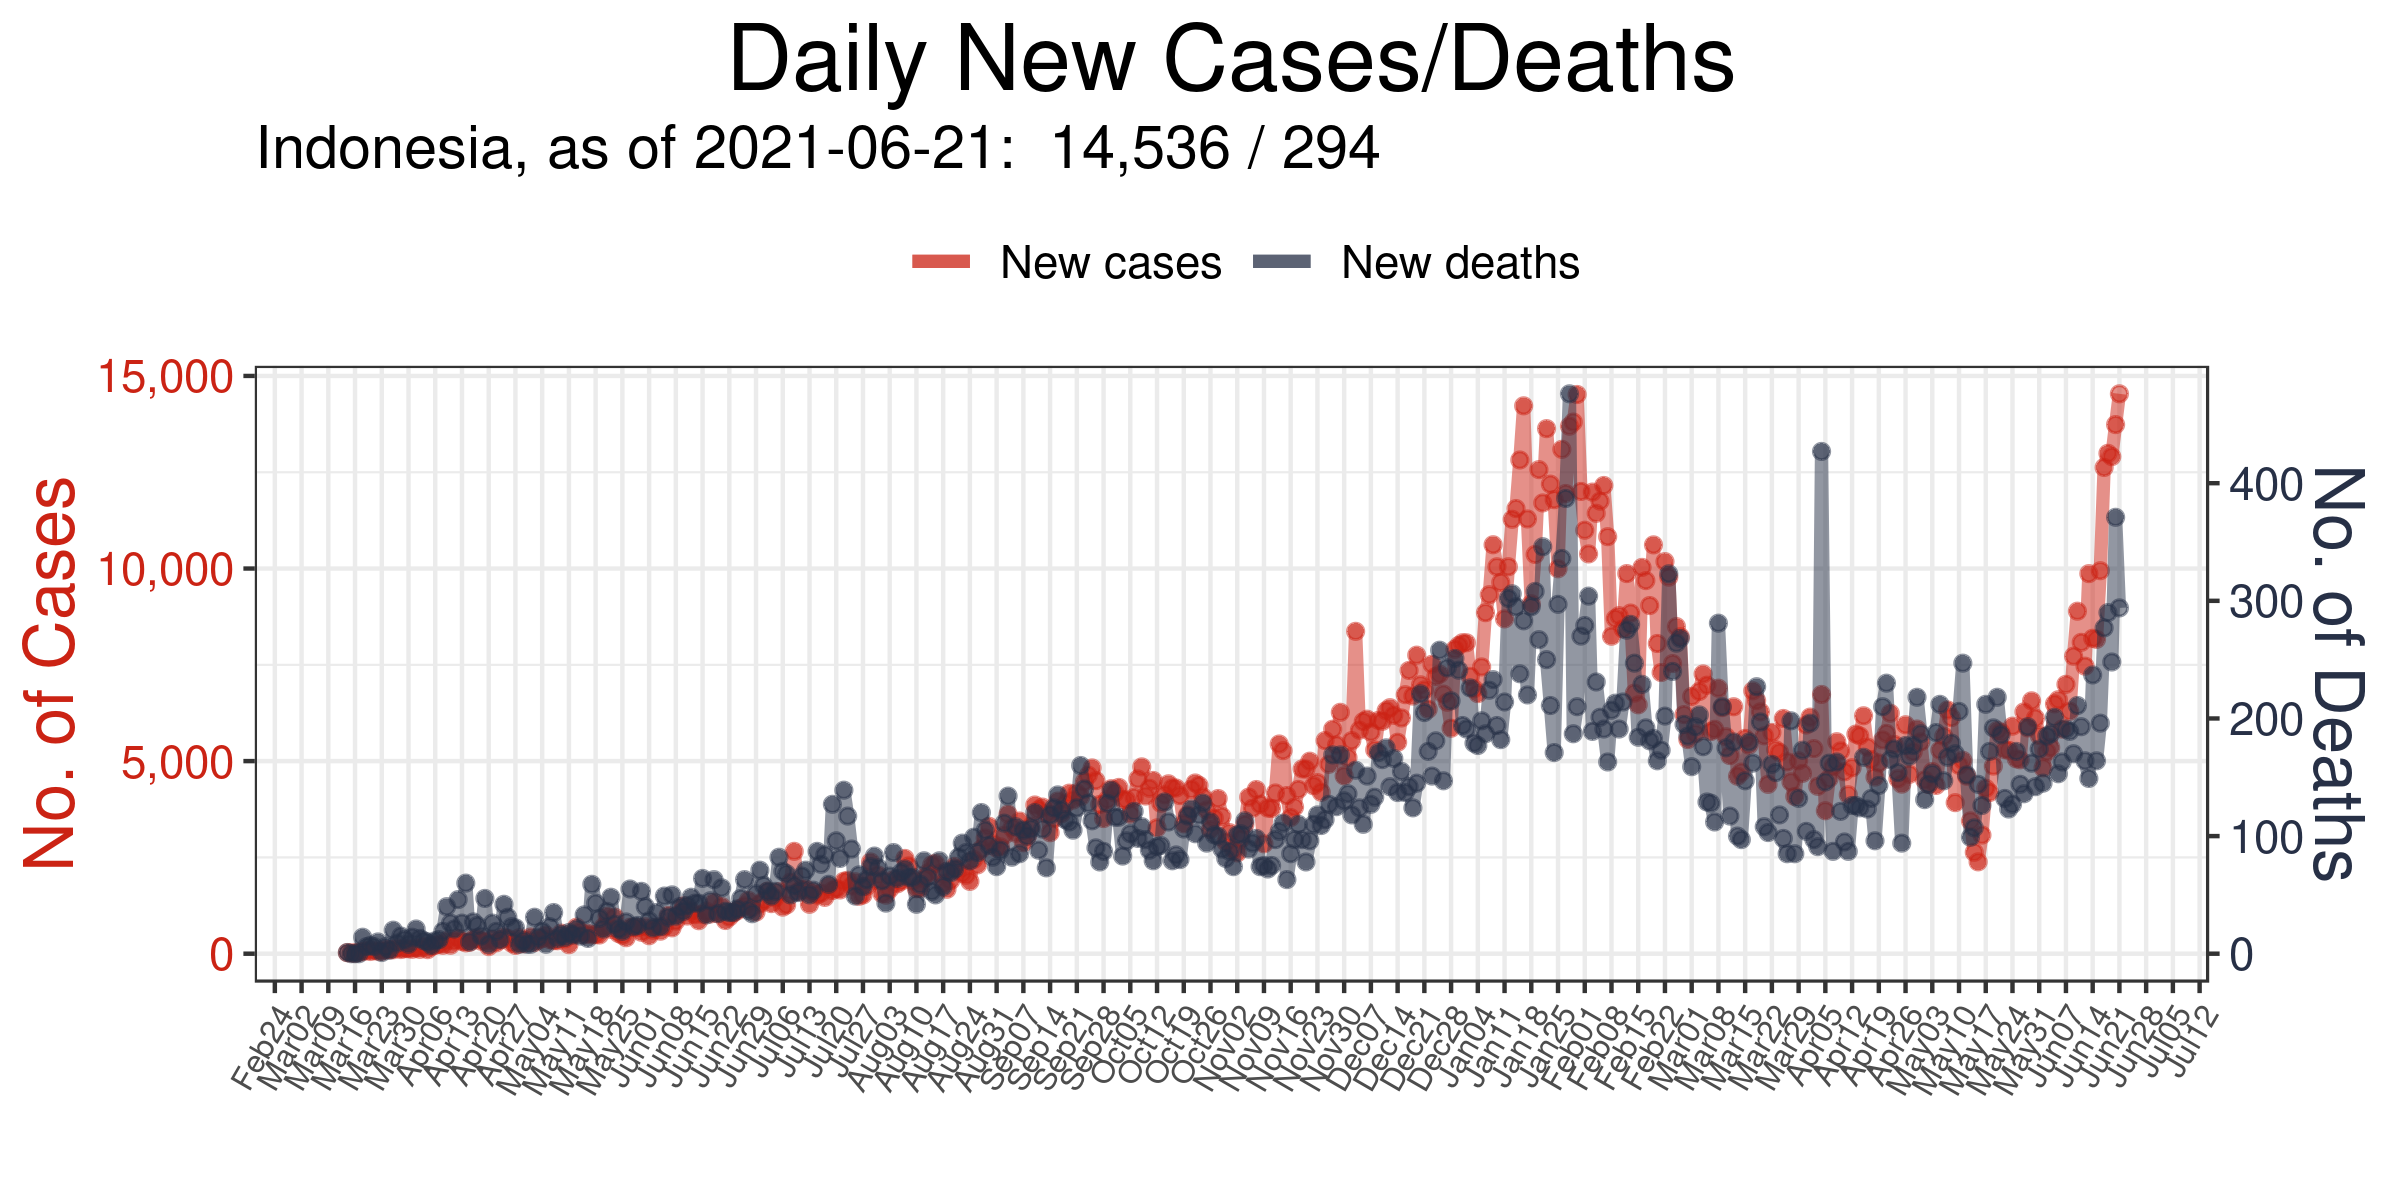 Daily New Cases/Deaths
Indonesia, as of 2021-06-21: 14,536 / 294
New cases New deaths
No. of Cases
15,000
10,000
5,000
0
400
300
200
100
0
No. of Deaths
Feb24
Mar02
Mar09
Mar16
Mar23
Mar30
Apr06
Apr13
Apr20
Apr27
May04
May11
May18
May25
Jun01
Jun08
Jun15
Jun22
Jun29
Jul06
Jul13
Jul20
Jul27
Aug03
Aug10
Aug17
Aug24
Aug31
Sep07
Sep14
Sep21
Sep28
Oct05
Oct12
Oct19
Oct26
Nov02
Nov09
Nov16
Nov23
Nov30
Dec07
Dec14
Dec21
Dec28
Jan04
Jan11
Jan18
Jan25
Feb01
Feb08
Feb15
Feb22
Mar01
Mar08
Mar15
Mar22
Mar29
Apr05
Apr12
Apr19
Apr26
May03
May10
May17
May24
May31
Jun07
Jun14
Jun21
Jun28
Jul05
Jul12